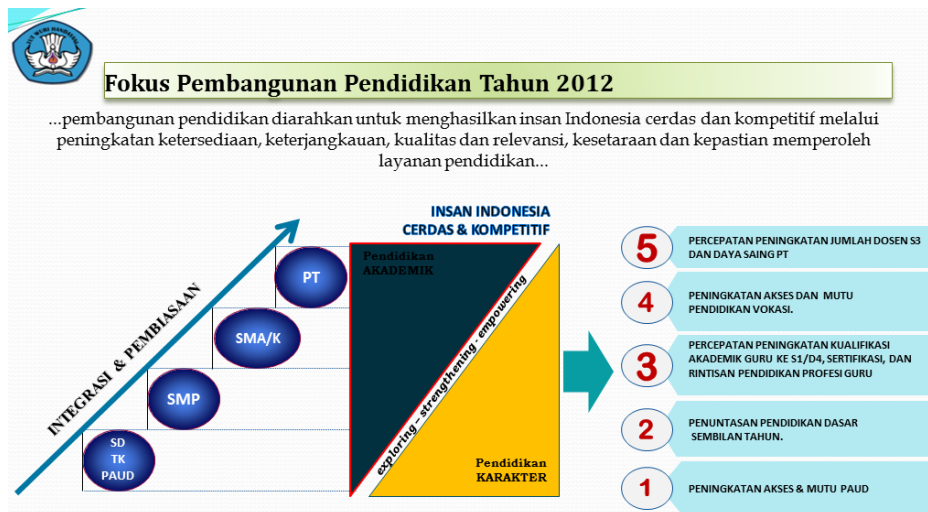 TUT WURI HANDAYANI
Fokus Pembangunan Pendidikan Tahun 2012
...pembangunan pendidikan diarahkan untuk menghasilkan insan Indonesia cerdas dan kompetitif melalui
peningkatan ketersediaan, keterjangkauan, kualitas dan relevansi, kesetaraan dan kepastian memperoleh
layanan pendidikan...
INTEGRASI & PEMBIASAAN
PT
SMA/K
SMP
SD
TK
PAUD
INSAN INDONESIA
CERDAS & KOMPETITIF
Pendidikan
AKADEMIK
exploring – strengthening - empowering
Pendidikan
KARAKTER
5
PERCEPATAN PENINGKATAN JUMLAH DOSEN S3
DAN DAYA SAING PT
4
PENINGKATAN AKSES DAN MUTU
PENDIDIKAN VOKASI.
3
PERCEPATAN PENINGKATAN KUALIFIKASI
AKADEMIK GURU KE S1/D4, SERTIFIKASI, DAN
RINTISAN PENDIDIKAN PROFESI GURU
2
PENUNTASAN PENDIDIKAN DASAR
SEMBILAN TAHUN.
1
PENINGKATAN AKSES & MUTU PAUD